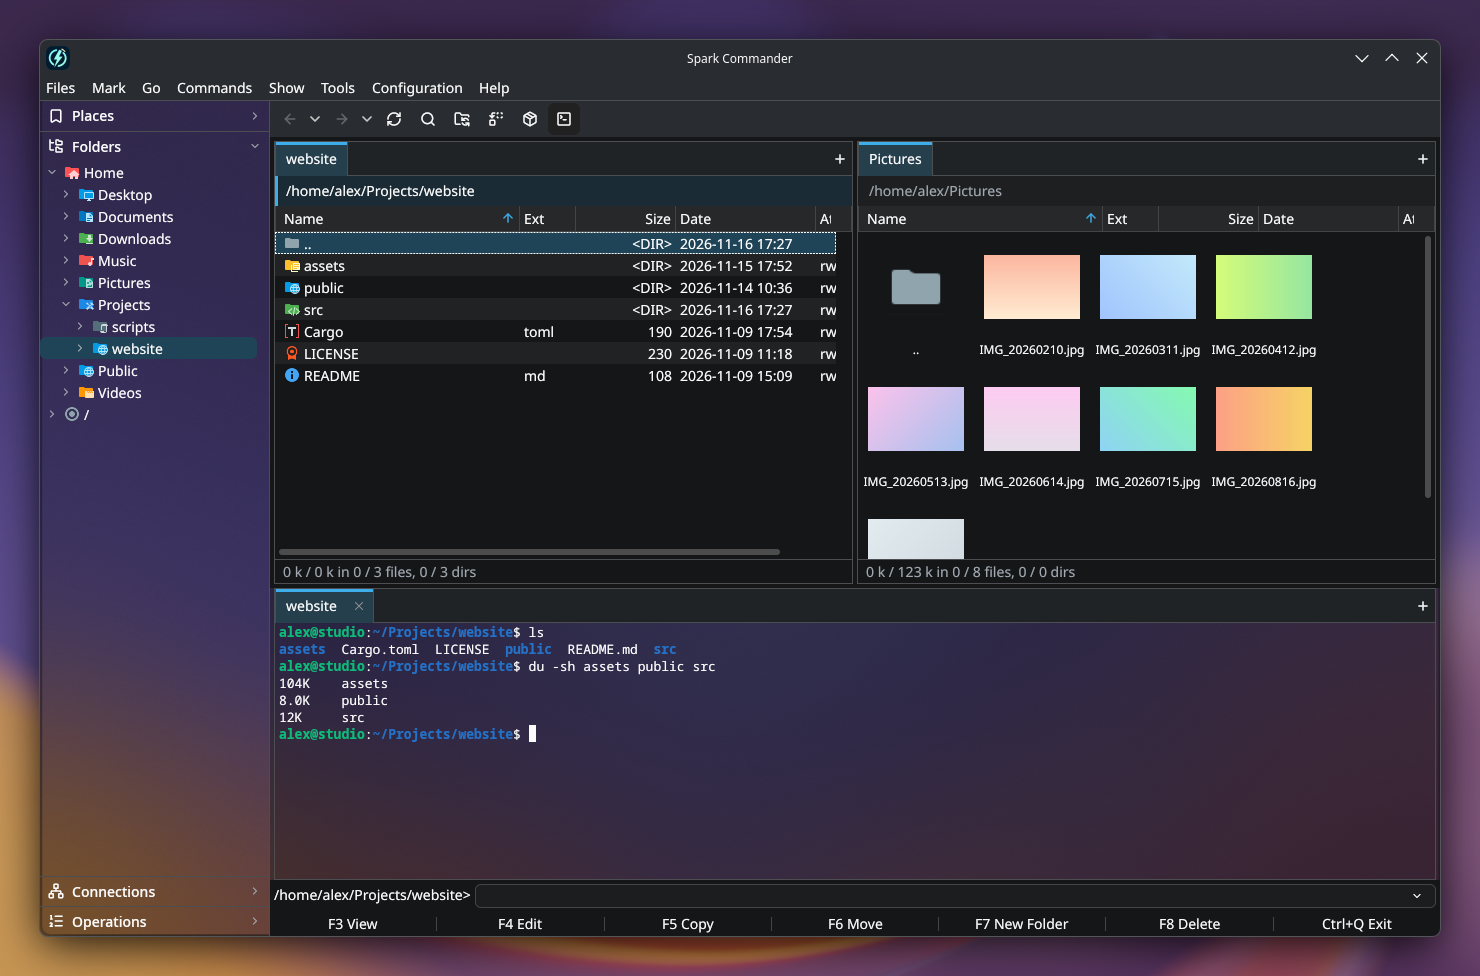 Spark Commander
Files Mark Go Commands Show Tools Configuration Help
Places
Folders
Home
Desktop
Documents
Downloads
Music
Pictures
Projects
scripts
website
Public
Videos
/
Connections
Operations
website
/home/alex/Projects/website
Name Ext Size Date At
.. <DIR> 2026-11-16 17:27
assets <DIR> 2026-11-15 17:52 rw
public <DIR> 2026-11-14 10:36 rw
src <DIR> 2026-11-16 17:27 rw
Cargo toml 190 2026-11-09 17:54 rw
LICENSE 230 2026-11-09 11:18 rw
README md 108 2026-11-09 15:09 rw
0 k / 0 k in 0 / 3 files, 0 / 3 dirs
Pictures
/home/alex/Pictures
Name Ext Size Date At
.. IMG_20260210.jpg IMG_20260311.jpg IMG_20260412.jpg
IMG_20260513.jpg IMG_20260614.jpg IMG_20260715.jpg IMG_20260816.jpg
0 k / 123 k in 0 / 8 files, 0 / 0 dirs
website
alex@studio:~/Projects/website$ ls
assets Cargo.toml LICENSE public README.md src
alex@studio:~/Projects/website$ du -sh assets public src
104K assets
8.0K public
12K src
alex@studio:~/Projects/website$
/home/alex/Projects/website>
F3 View F4 Edit F5 Copy F6 Move F7 New Folder F8 Delete Ctrl+Q Exit